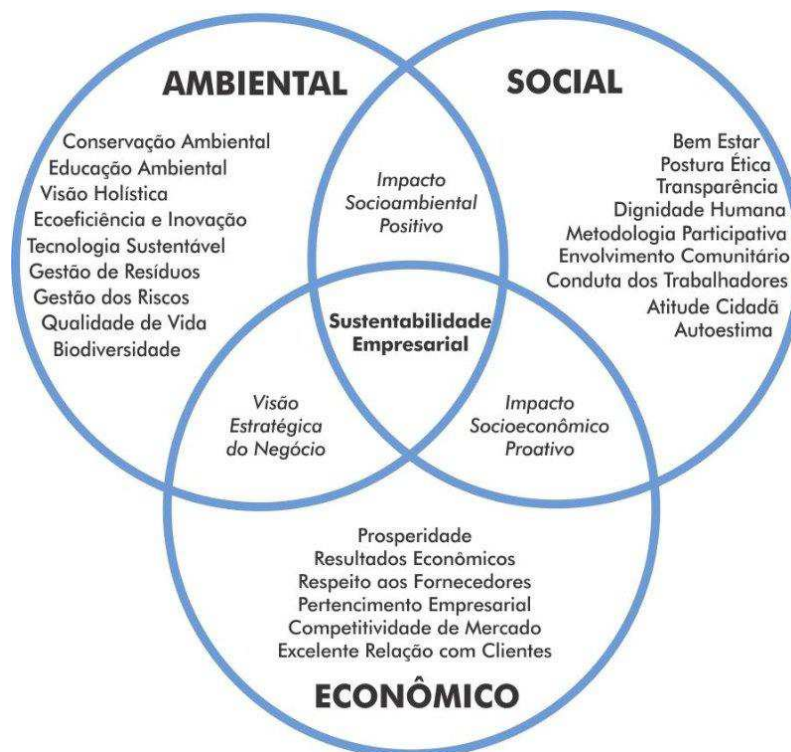 AMBIENTAL
Conservação Ambiental
Educação Ambiental
Visão Holística
Ecoeficiência e Inovação
Tecnologia Sustentável
Gestão de Resíduos
Gestão dos Riscos
Qualidade de Vida
Biodiversidade
Impacto
Socioambiental
Positivo
SOCIAL
Bem Estar
Postura Ética
Transparência
Dignidade Humana
Metodologia Participativa
Envolvimento Comunitário
Conduta dos Trabalhadores
Atitude Cidadã
Autoestima
Sustentabilidade
Empresarial
Visão
Estratégica
do Negócio
Impacto
Socioeconômico
Proativo
Prosperidade
Resultados Econômicos
Respeito aos Fornecedores
Pertencimento Empresarial
Competitividade de Mercado
Excelente Relação com Clientes
ECONÔMICO